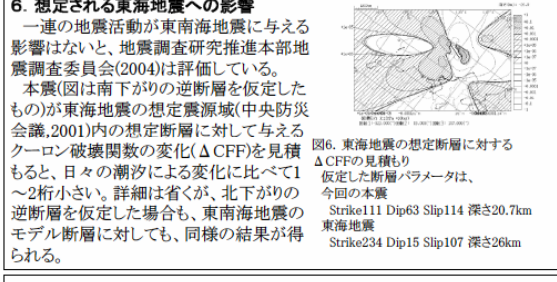 6. 想定される東海地震への影響
一連の地震活動が東南海地震に与える
影響はないと、地震調査研究推進本部地
震調査委員会(2004)は評価している。
本震(図は南下がりの逆断層を仮定した
もの)が東海地震の想定震源域(中央防災
会議,2001)内の想定断層に対して与える
クーロン破壊関数の変化(ΔCFF)を見積
もると、日々の潮汐による変化に比べて1
～2桁小さい。詳細は省くが、北下がりの
逆断層を仮定した場合も、東南海地震の
モデル断層に対しても、同様の結果が得
られる。
図6. 東海地震の想定断層に対する
ΔCFFの見積もり
仮定した断層パラメータは、
今回の本震
Strike111 Dip63 Slip114 深さ20.7km
東海地震
Strike234 Dip15 Slip107 深さ26km